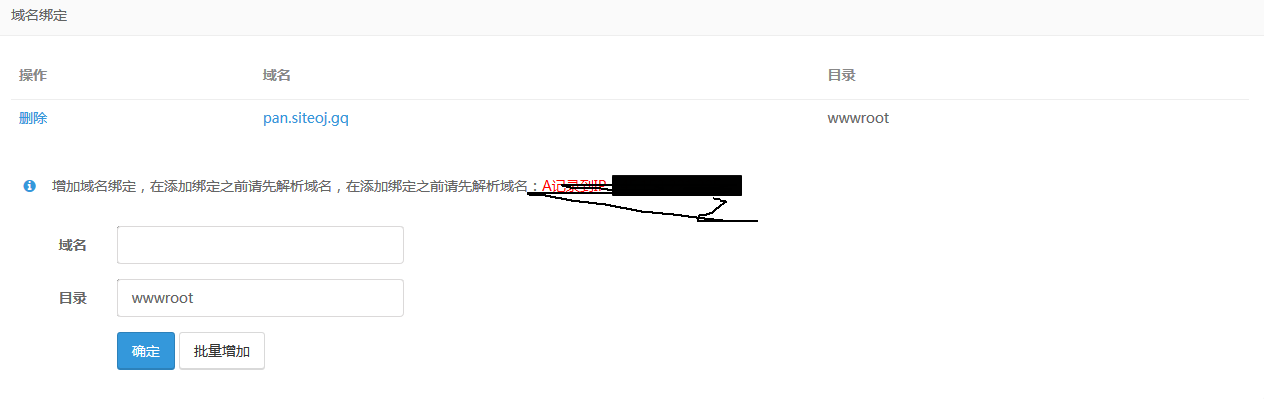 域名绑定
操作 域名 目录
删除 pan.siteoj.gq wwwroot
增加域名绑定，在添加绑定之前请先解析域名，在添加绑定之前请先解析域名：A记录到IP
域名
目录 wwwroot
确定 批量增加